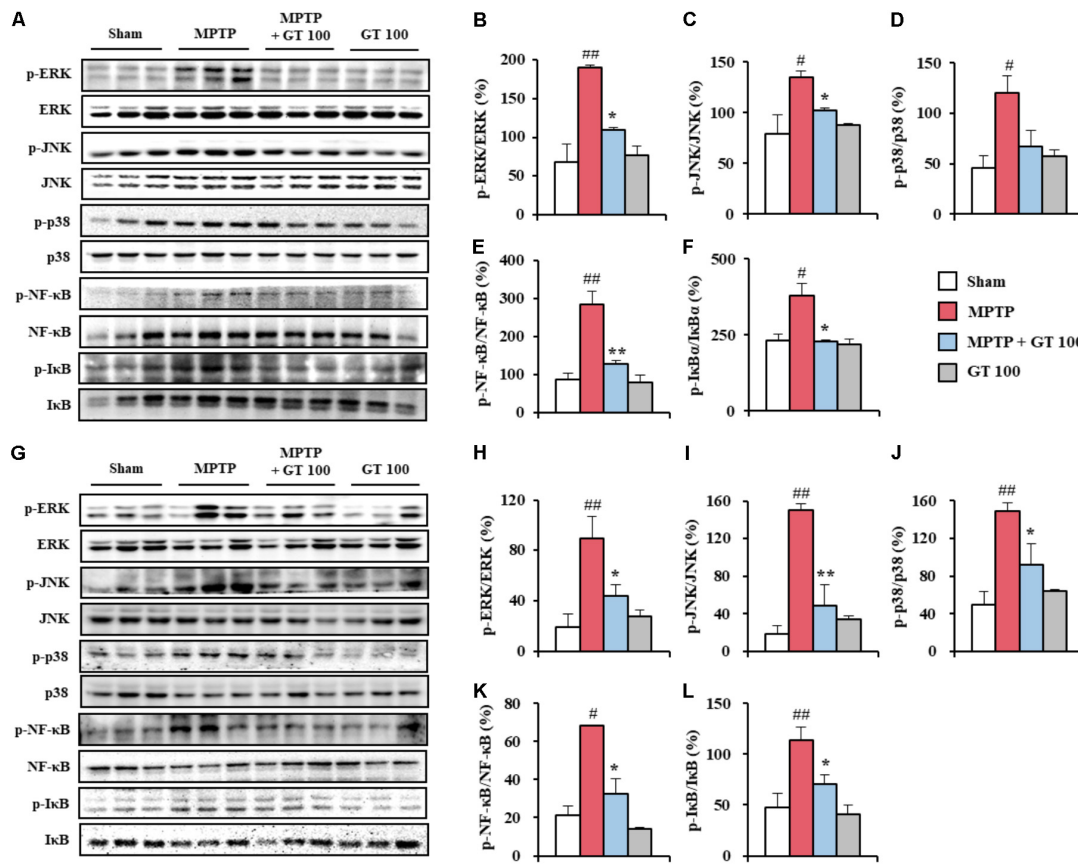 A
Sham MPTP MPTP + GT 100 GT 100
p-ERK
ERK
p-JNK
JNK
p-p38
p38
p-NF-κB
NF-κB
p-IκB
IκB
B
p-ERK/ERK (%)
200
150
100
50
0
##
*
C
p-JNK/JNK (%)
150
100
50
0
#
*
D
p-p38/p38 (%)
150
100
50
0
#
E
p-NF-κB/NF-κB (%)
400
300
200
100
0
##
**
F
p-IκBα/IκBα (%)
500
250
0
#
*
Sham
MPTP
MPTP + GT 100
GT 100
G
Sham MPTP MPTP + GT 100 GT 100
p-ERK
ERK
p-JNK
JNK
p-p38
p38
p-NF-κB
NF-κB
p-IκB
IκB
H
p-ERK/ERK (%)
120
80
40
0
##
*
I
p-JNK/JNK (%)
160
120
80
40
0
##
**
J
p-p38/p38 (%)
160
120
80
40
0
##
*
K
p-NF-κB/NF-κB (%)
80
60
40
20
0
#
*
L
p-IκB/IκB (%)
150
100
50
0
##
*